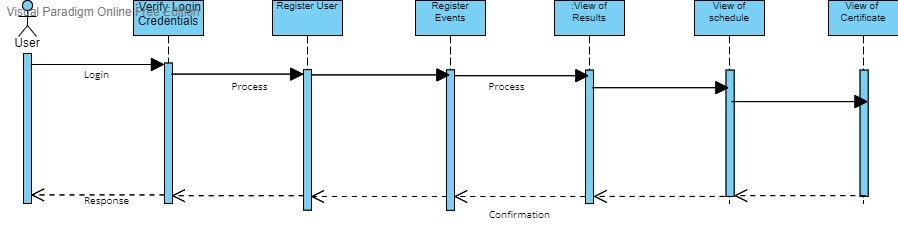 Visual Paradigm Online Free Edition
:Verify Login
Credentials
Register User
Register
Events
:View of
Results
View of
schedule
View of
Certificate
User
Login
Process
Process
Response
Confirmation